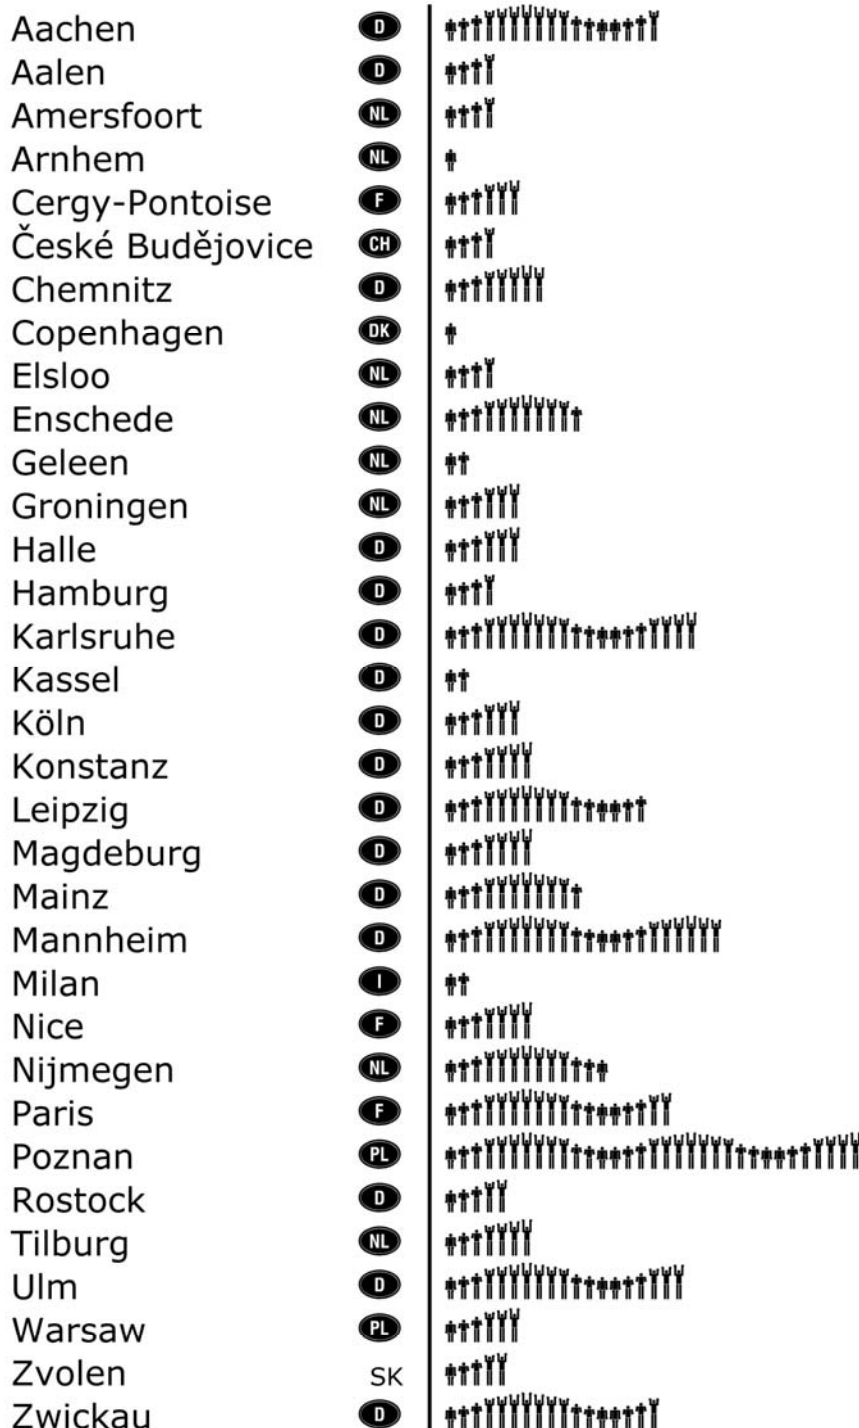 Aachen D
Aalen D
Amersfoort NL
Arnhem NL
Cergy-Pontoise F
České Budějovice CH
Chemnitz D
Copenhagen DK
Elsloo NL
Enschede NL
Geleen NL
Groningen NL
Halle D
Hamburg D
Karlsruhe D
Kassel D
Köln D
Konstanz D
Leipzig D
Magdeburg D
Mainz D
Mannheim D
Milan I
Nice F
Nijmegen NL
Paris F
Poznan PL
Rostock D
Tilburg NL
Ulm D
Warsaw PL
Zvolen SK
Zwickau D